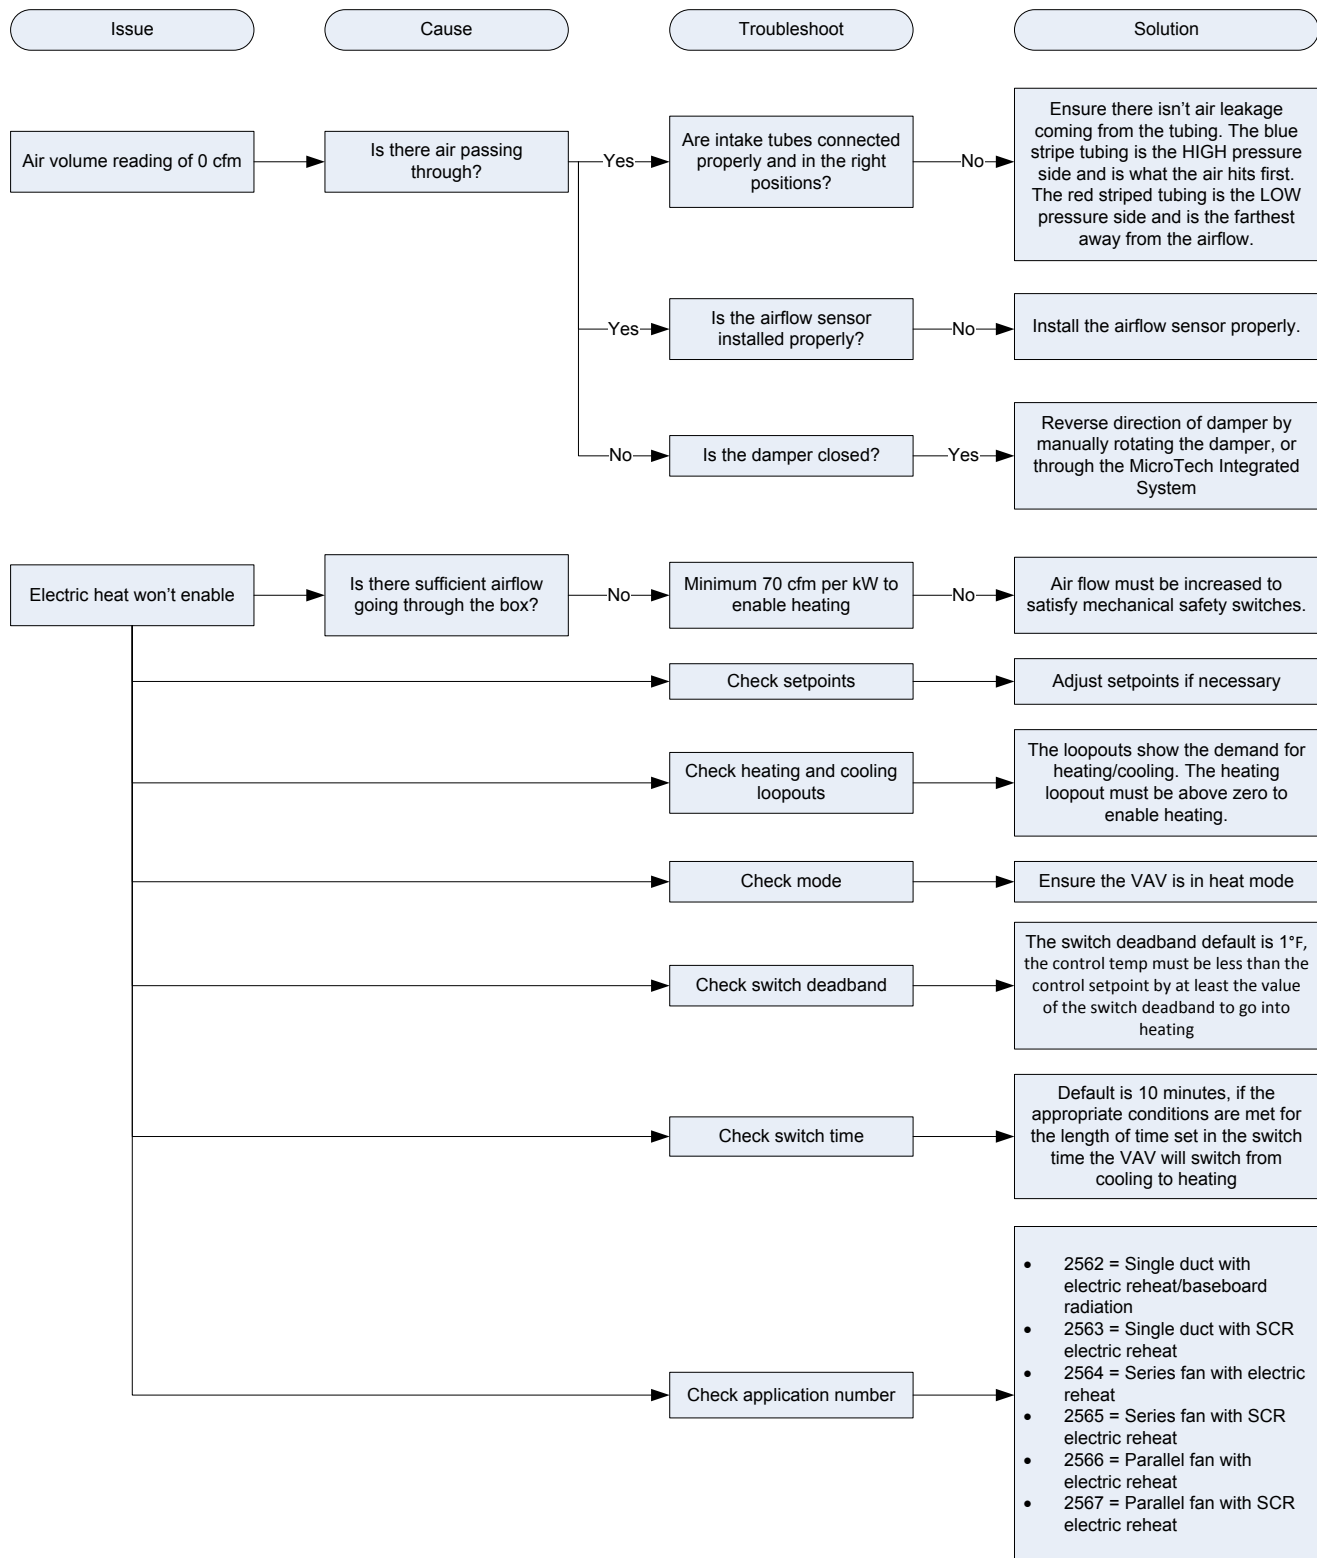 Issue
Cause
Troubleshoot
Solution
Air volume reading of 0 cfm
Is there air passing
through?
Yes
Are intake tubes connected
properly and in the right
positions?
No
Ensure there isn’t air leakage
coming from the tubing. The blue
stripe tubing is the HIGH pressure
side and is what the air hits first.
The red striped tubing is the LOW
pressure side and is the farthest
away from the airflow.
Yes
Is the airflow sensor
installed properly?
No
Install the airflow sensor properly.
No
Is the damper closed?
Yes
Reverse direction of damper by
manually rotating the damper, or
through the MicroTech Integrated
System
Electric heat won’t enable
Is there sufficient airflow
going through the box?
No
Minimum 70 cfm per kW to
enable heating
No
Air flow must be increased to
satisfy mechanical safety switches.
Check setpoints
Adjust setpoints if necessary
Check heating and cooling
loopouts
The loopouts show the demand for
heating/cooling. The heating
loopout must be above zero to
enable heating.
Check mode
Ensure the VAV is in heat mode
Check switch deadband
The switch deadband default is 1°F,
the control temp must be less than the
control setpoint by at least the value
of the switch deadband to go into
heating
Check switch time
Default is 10 minutes, if the
appropriate conditions are met for
the length of time set in the switch
time the VAV will switch from
cooling to heating
Check application number
• 2562 = Single duct with
electric reheat/baseboard
radiation
• 2563 = Single duct with SCR
electric reheat
• 2564 = Series fan with electric
reheat
• 2565 = Series fan with SCR
electric reheat
• 2566 = Parallel fan with
electric reheat
• 2567 = Parallel fan with SCR
electric reheat